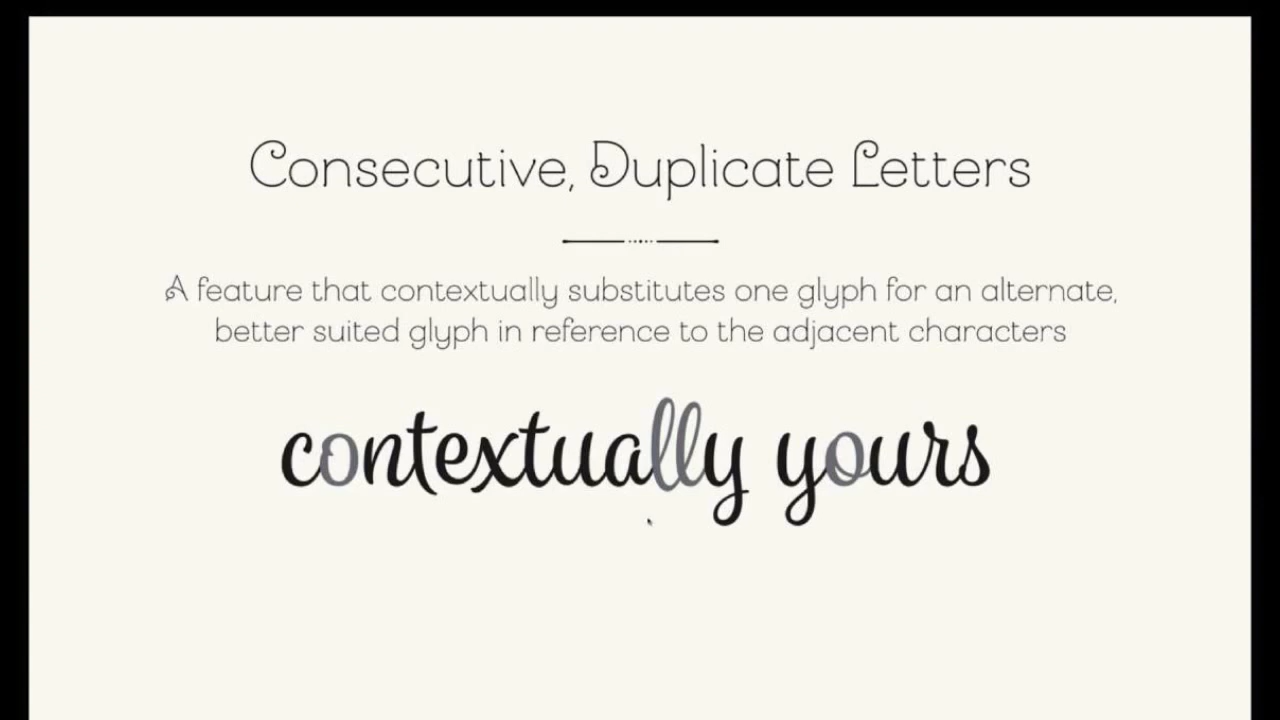 Consecutive, Duplicate Letters
A feature that contextually substitutes one glyph for an alternate,
better suited glyph in reference to the adjacent characters
contextually yours